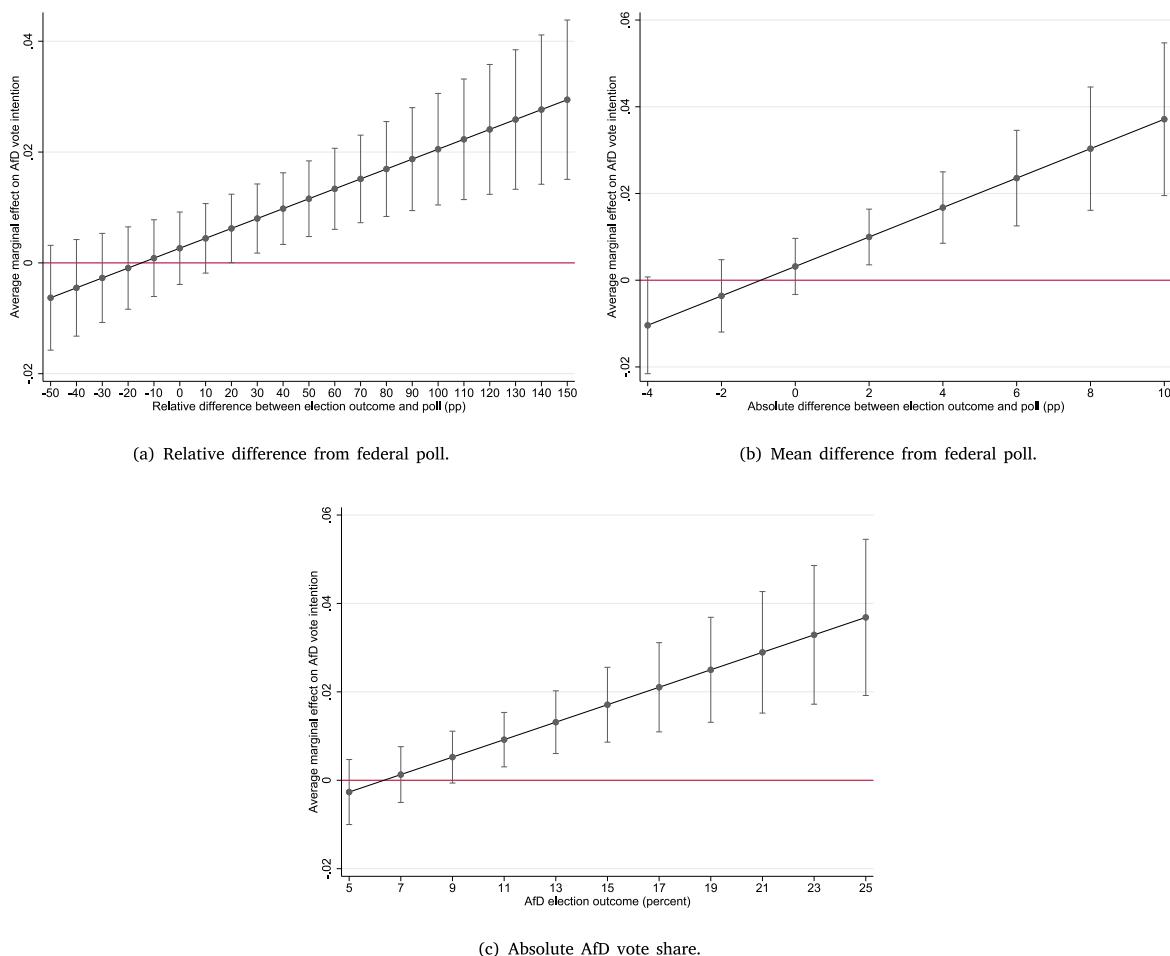 Average marginal effect on AfD vote intention
.04
.02
0
-.02
-50 -40 -30 -20 -10 0 10 20 30 40 50 60 70 80 90 100 110 120 130 140 150
Relative difference between election outcome and poll (pp)
(a) Relative difference from federal poll.
Average marginal effect on AfD vote intention
.06
.04
.02
0
-.02
-4 -2 0 2 4 6 8 10
Absolute difference between election outcome and poll (pp)
(b) Mean difference from federal poll.
Average marginal effect on AfD vote intention
.06
.04
.02
0
-.02
5 7 9 11 13 15 17 19 21 23 25
AfD election outcome (percent)
(c) Absolute AfD vote share.